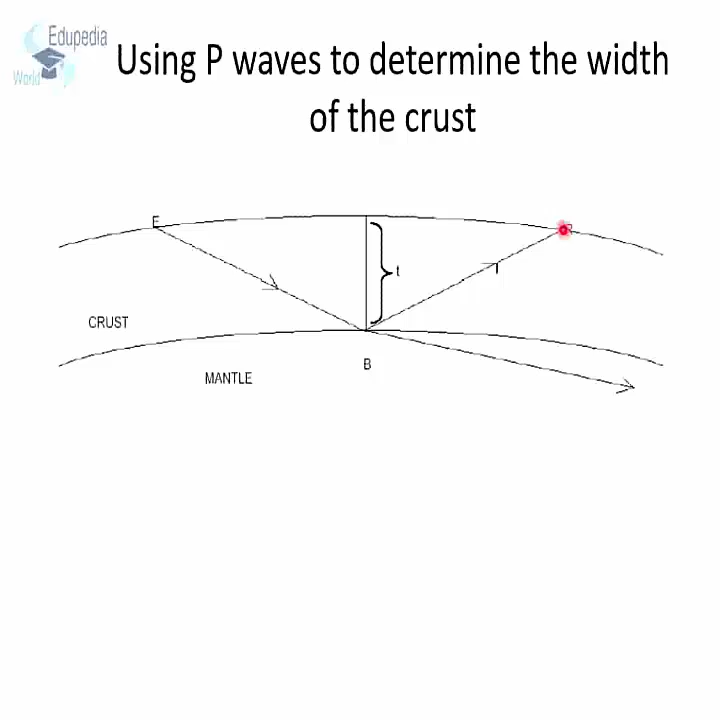 Edupedia
World
Using P waves to determine the width
of the crust
E
t
CRUST
B
MANTLE